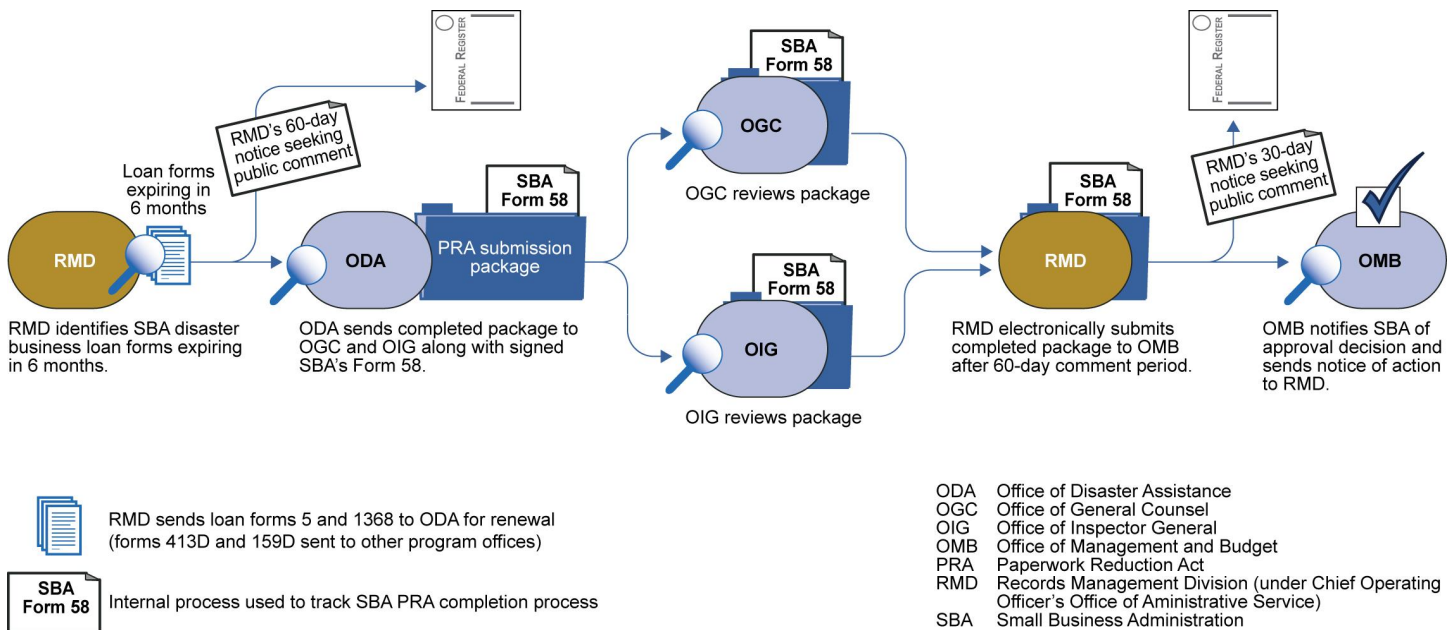 FEDERAL REGISTER
RMD's 60-day
notice seeking
public comment
Loan forms
expiring in
6 months
RMD
RMD identifies SBA disaster
business loan forms expiring
in 6 months.
ODA
SBA
Form 58
PRA submission
package
ODA sends completed package to
OGC and OIG along with signed
SBA's Form 58.
SBA
Form 58
OGC
OGC reviews package
SBA
Form 58
OIG
OIG reviews package
SBA
Form 58
RMD
RMD electronically submits
completed package to OMB
after 60-day comment period.
FEDERAL REGISTER
RMD's 30-day
notice seeking
public comment
OMB
OMB notifies SBA of
approval decision and
sends notice of action
to RMD.
RMD sends loan forms 5 and 1368 to ODA for renewal
(forms 413D and 159D sent to other program offices)
SBA
Form 58
Internal process used to track SBA PRA completion process
ODA Office of Disaster Assistance
OGC Office of General Counsel
OIG Office of Inspector General
OMB Office of Management and Budget
PRA Paperwork Reduction Act
RMD Records Management Division (under Chief Operating
Officer's Office of Aministrative Service)
SBA Small Business Administration